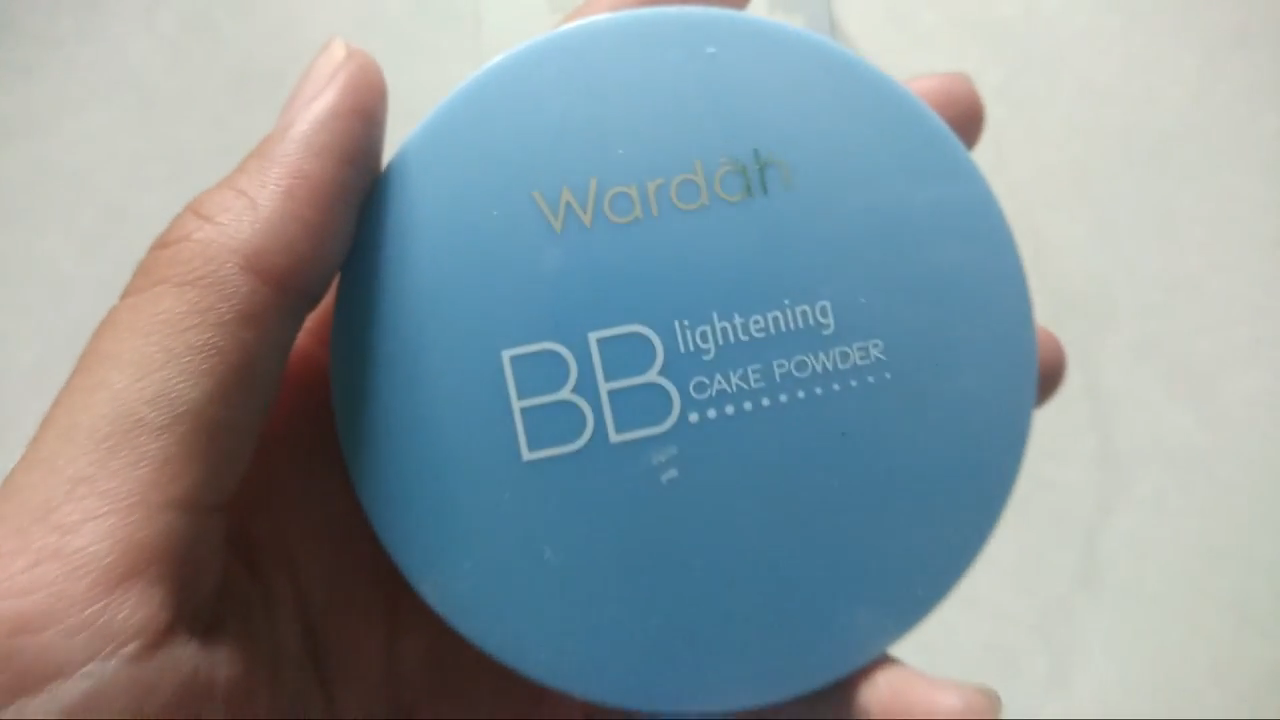 Wardah
BB lightening
CAKE POWDER